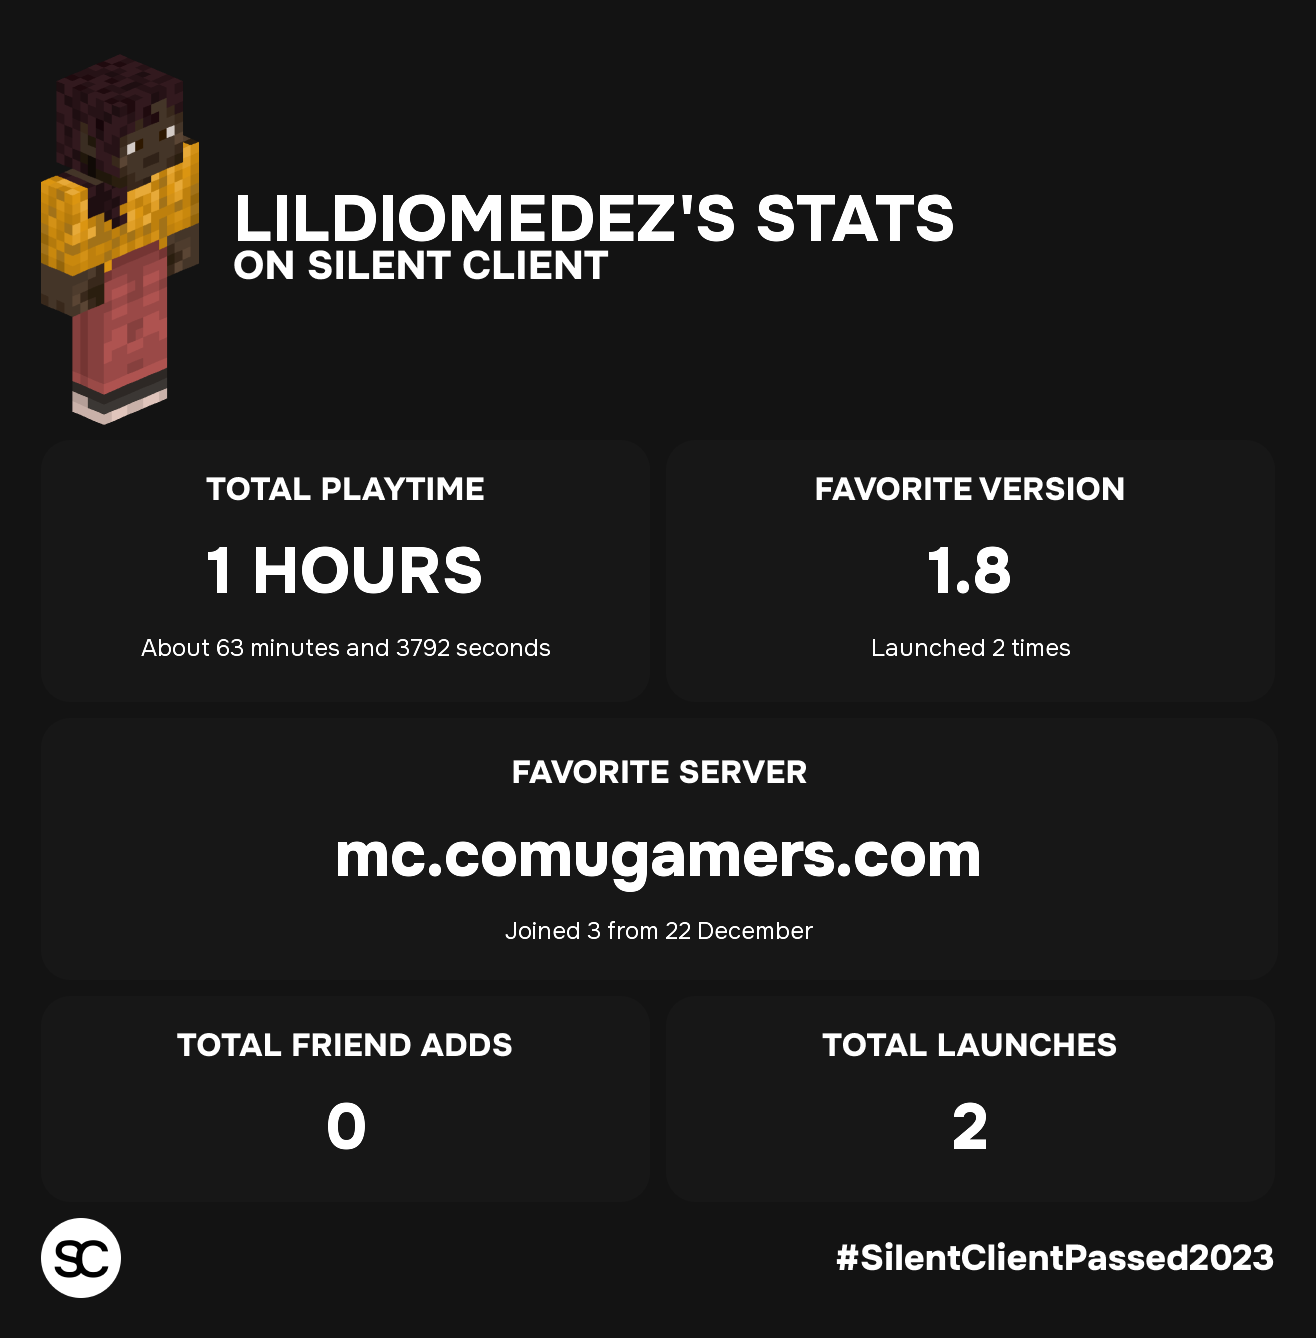 LILDIOMEDEZ'S STATS
ON SILENT CLIENT
TOTAL PLAYTIME
1 HOURS
About 63 minutes and 3792 seconds
FAVORITE VERSION
1.8
Launched 2 times
FAVORITE SERVER
mc.comugamers.com
Joined 3 from 22 December
TOTAL FRIEND ADDS
0
TOTAL LAUNCHES
2
SC
#SilentClientPassed2023